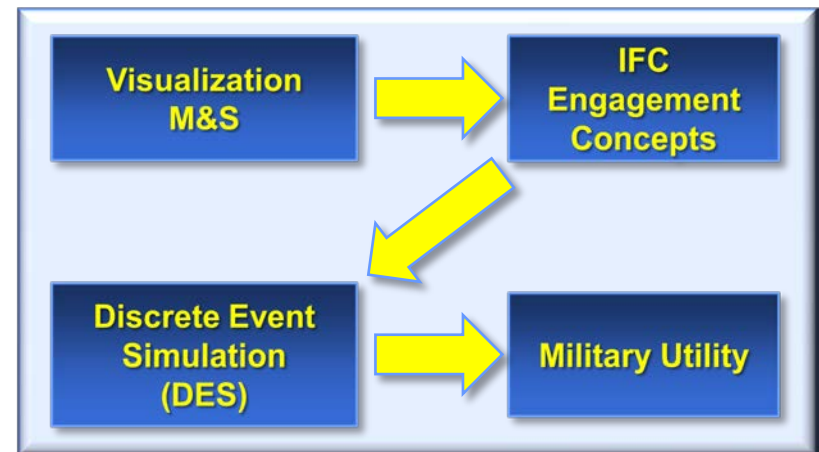 Visualization
M&S
IFC
Engagement
Concepts
Discrete Event
Simulation
(DES)
Military Utility